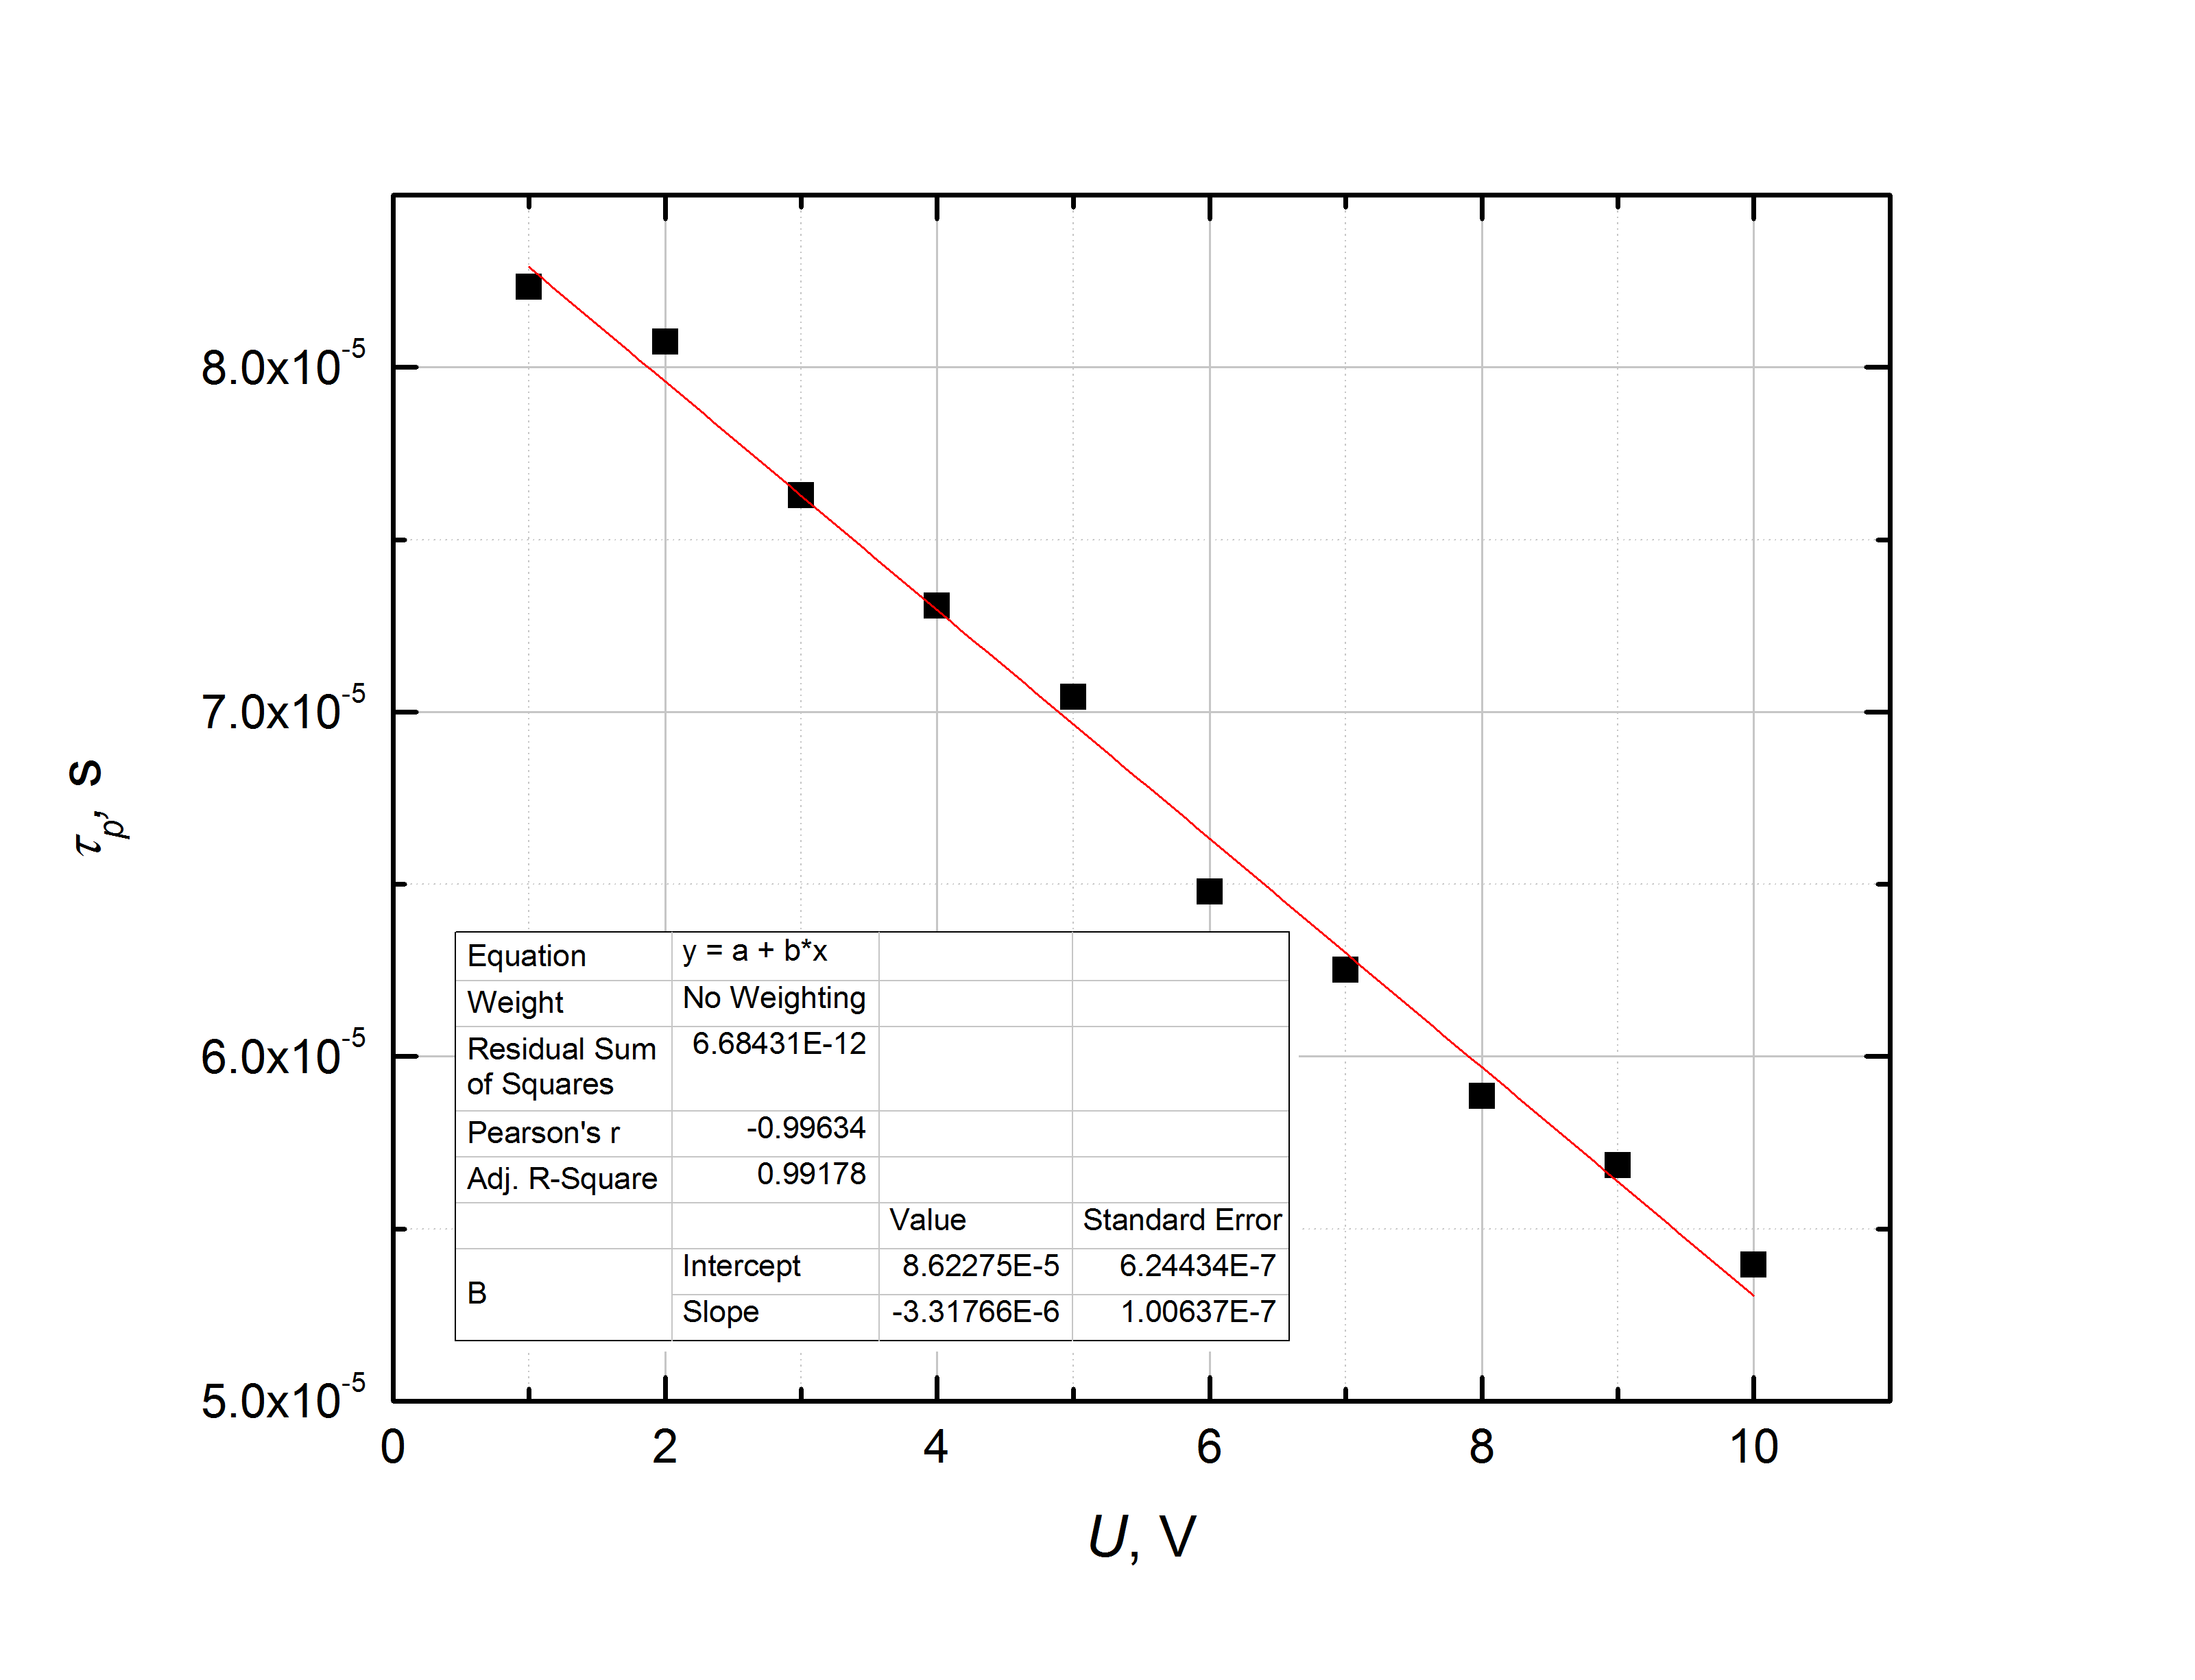 8.0x10⁻⁵
7.0x10⁻⁵
6.0x10⁻⁵
5.0x10⁻⁵
τₚ, s
Equation y = a + b*x
Weight No Weighting
Residual Sum of Squares 6.68431E-12
Pearson's r -0.99634
Adj. R-Square 0.99178
Value Standard Error
B Intercept 8.62275E-5 6.24434E-7
Slope -3.31766E-6 1.00637E-7
0 2 4 6 8 10
U, V